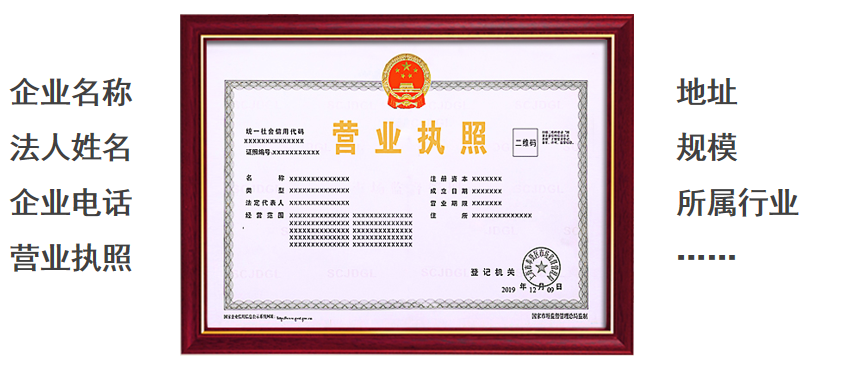 企业名称
法人姓名
企业电话
营业执照
统一社会信用代码
XXXXXXXXXXXXXX
证照编号:XXXXXXXXXXX
营业执照
二维码
名称 XXXXXXXXXXXXXX
类型 XXXXXXXXXXXXXX
法定代表人 XXXXXXXXXXXXXX
经营范围 XXXXXXXXXXXXXX XXXXXXXXXXXXXX
XXXXXXXXXXXXXX XXXXXXXXXXXXXX
XXXXXXXXXXXXXX XXXXXXXXXXXXXX
XXXXXXXXXXXXXX XXXXXXXXXXXXXX
XXXXXXXXXXXXXX XXXXXXXXXXXXXX
注册资本 XXXXXXX
成立日期 XXXXXXX
营业期限 XXXXXXX
住所 XXXXXXXXXXXXXX
登记机关
2019 年 12 月 09 日
国家市场监督管理总局监制
地址
规模
所属行业
······